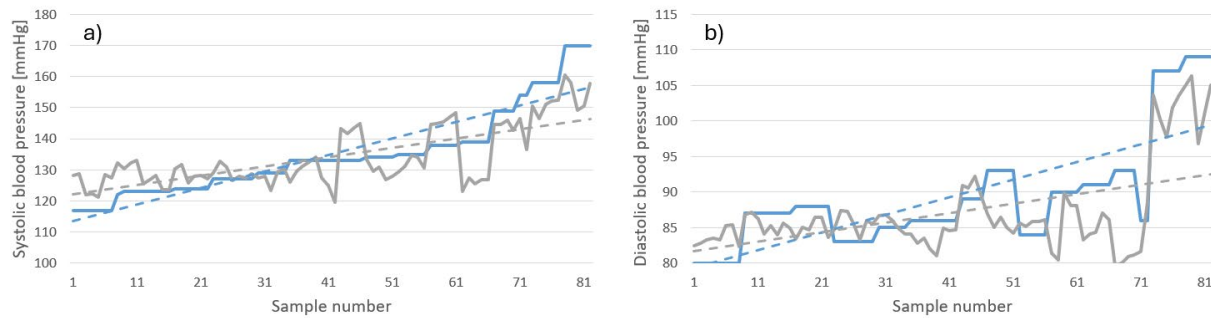 a)
Systolic blood pressure [mmHg]
180
170
160
150
140
130
120
110
100
1 11 21 31 41 51 61 71 81
Sample number
b)
Diastolic blood pressure [mmHg]
115
110
105
100
95
90
85
80
1 11 21 31 41 51 61 71 81
Sample number